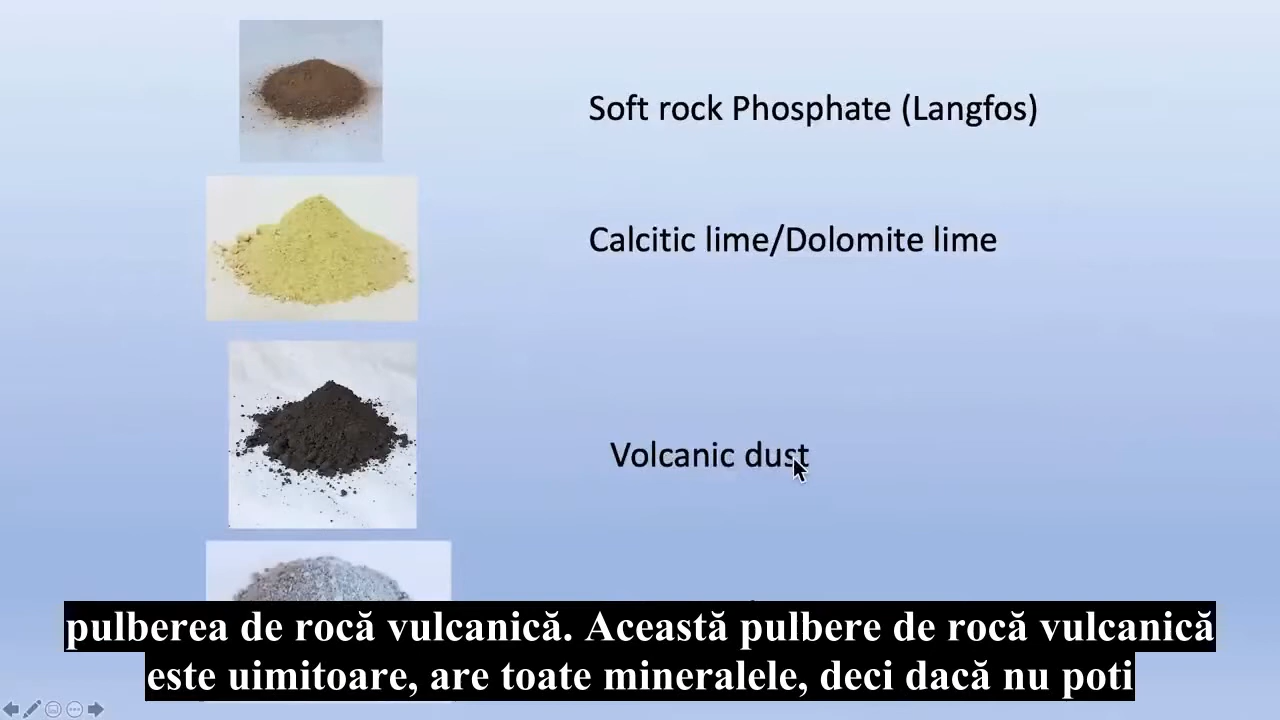 Soft rock Phosphate (Langfos)
Calcitic lime/Dolomite lime
Volcanic dust
pulberea de rocă vulcanică. Această pulbere de rocă vulcanică
este uimitoare, are toate mineralele, deci dacă nu poti